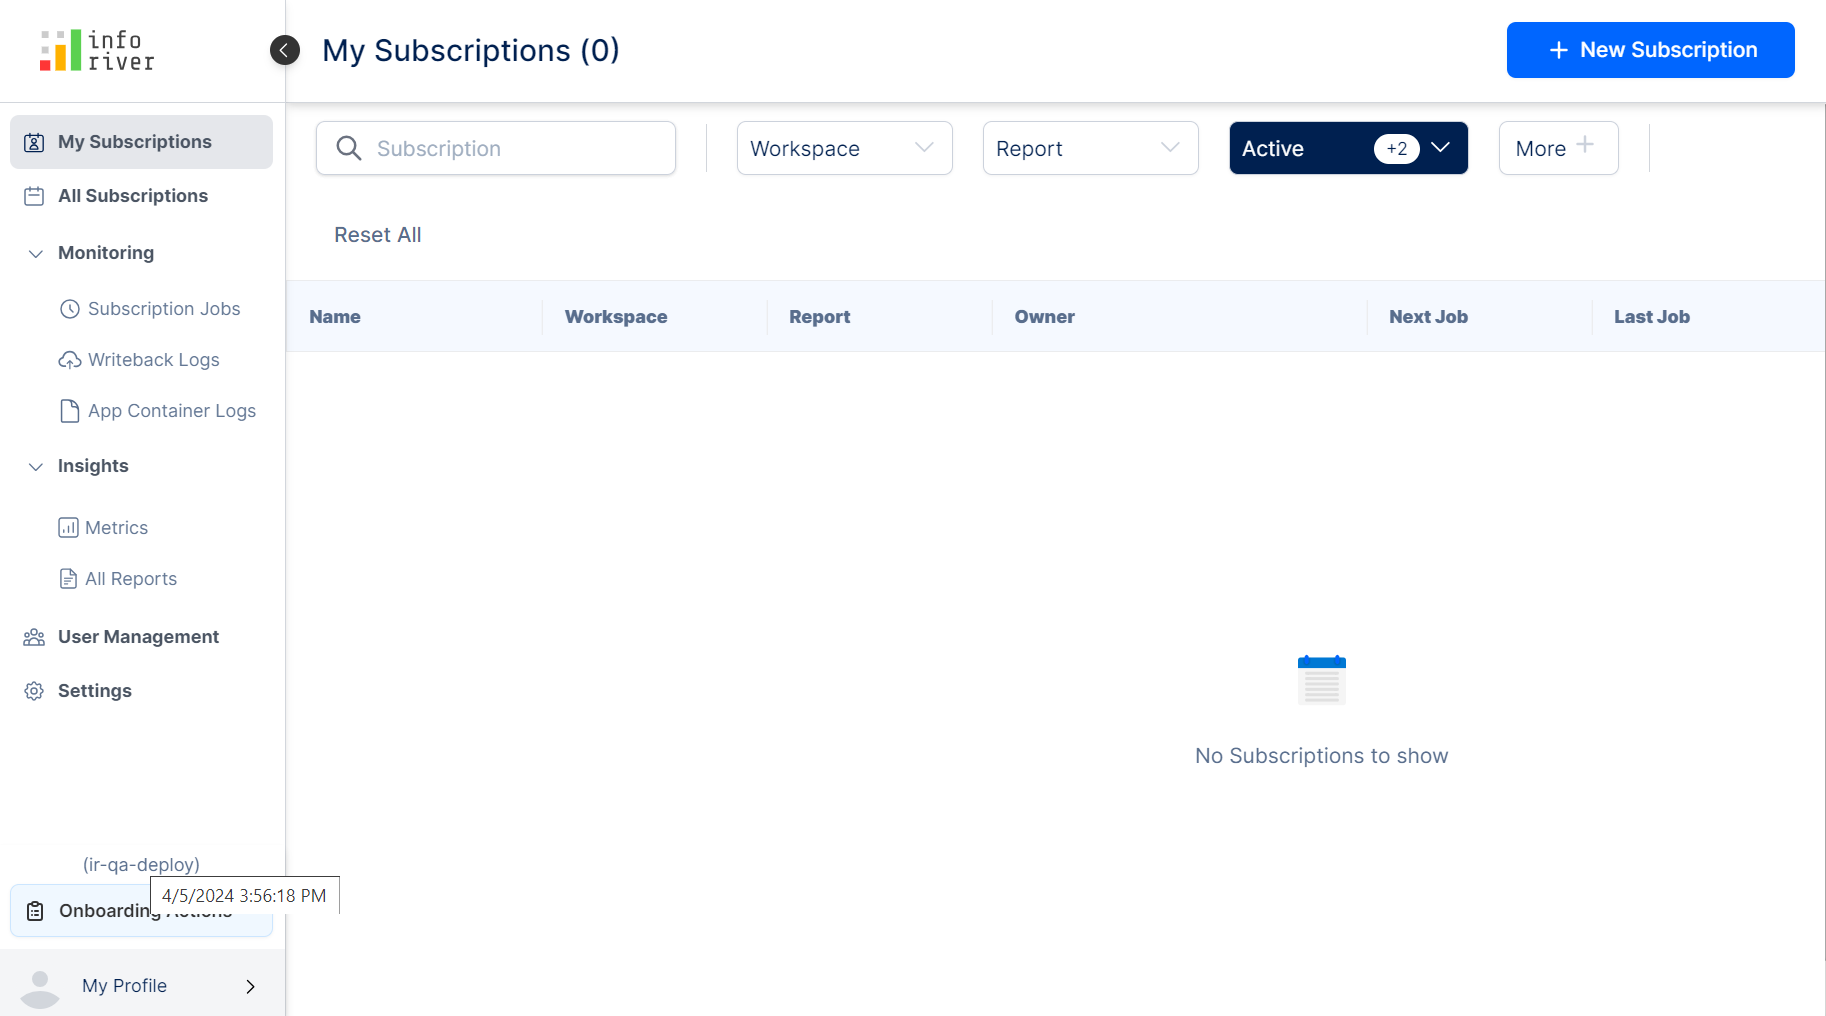 info
river
My Subscriptions (0)
New Subscription
My Subscriptions
All Subscriptions
Monitoring
Subscription Jobs
Writeback Logs
App Container Logs
Insights
Metrics
All Reports
User Management
Settings
(ir-qa-deploy)
4/5/2024 3:56:18 PM
Onboarding Actions
My Profile
Subscription
Workspace
Report
Active +2
More
Reset All
Name Workspace Report Owner Next Job Last Job
No Subscriptions to show